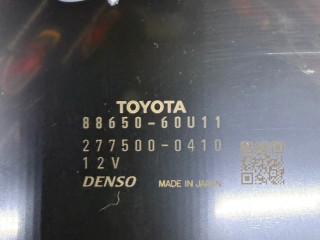 TOYOTA
88650-60U11
277500-0410
12V
DENSO MADE IN JAPAN